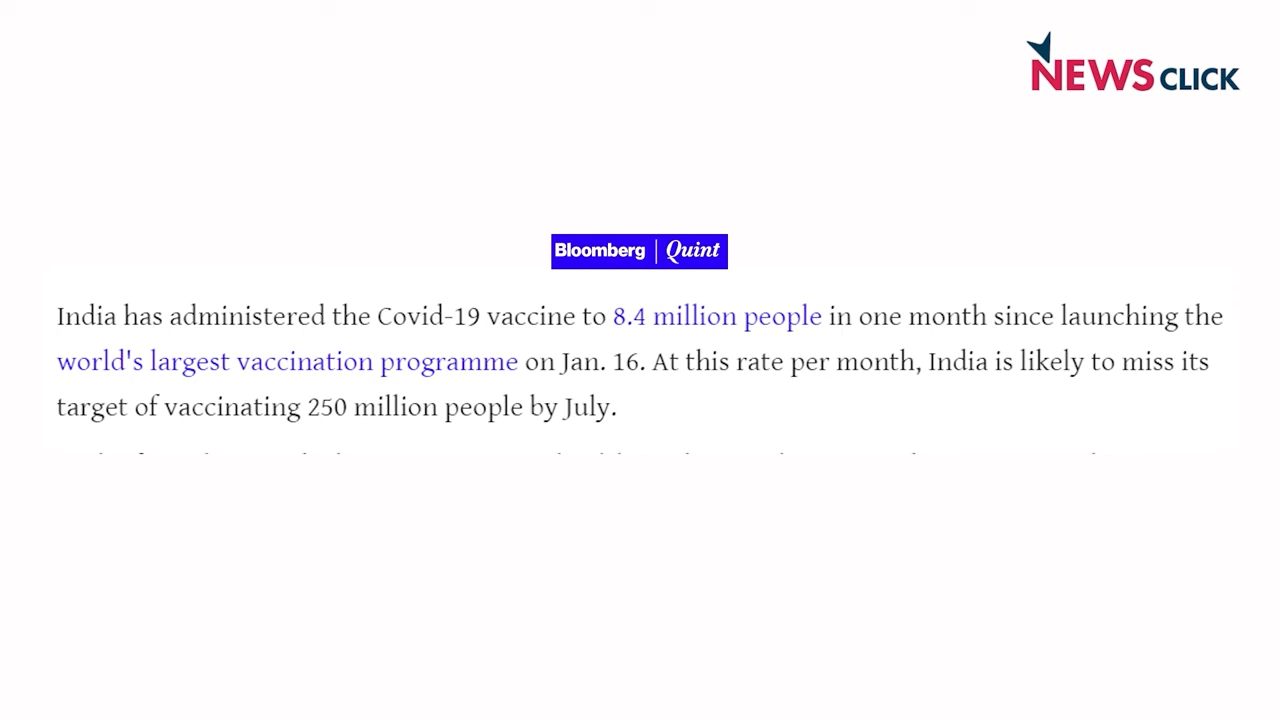 NEWS CLICK
Bloomberg | Quint
India has administered the Covid-19 vaccine to 8.4 million people in one month since launching the
world's largest vaccination programme on Jan. 16. At this rate per month, India is likely to miss its
target of vaccinating 250 million people by July.